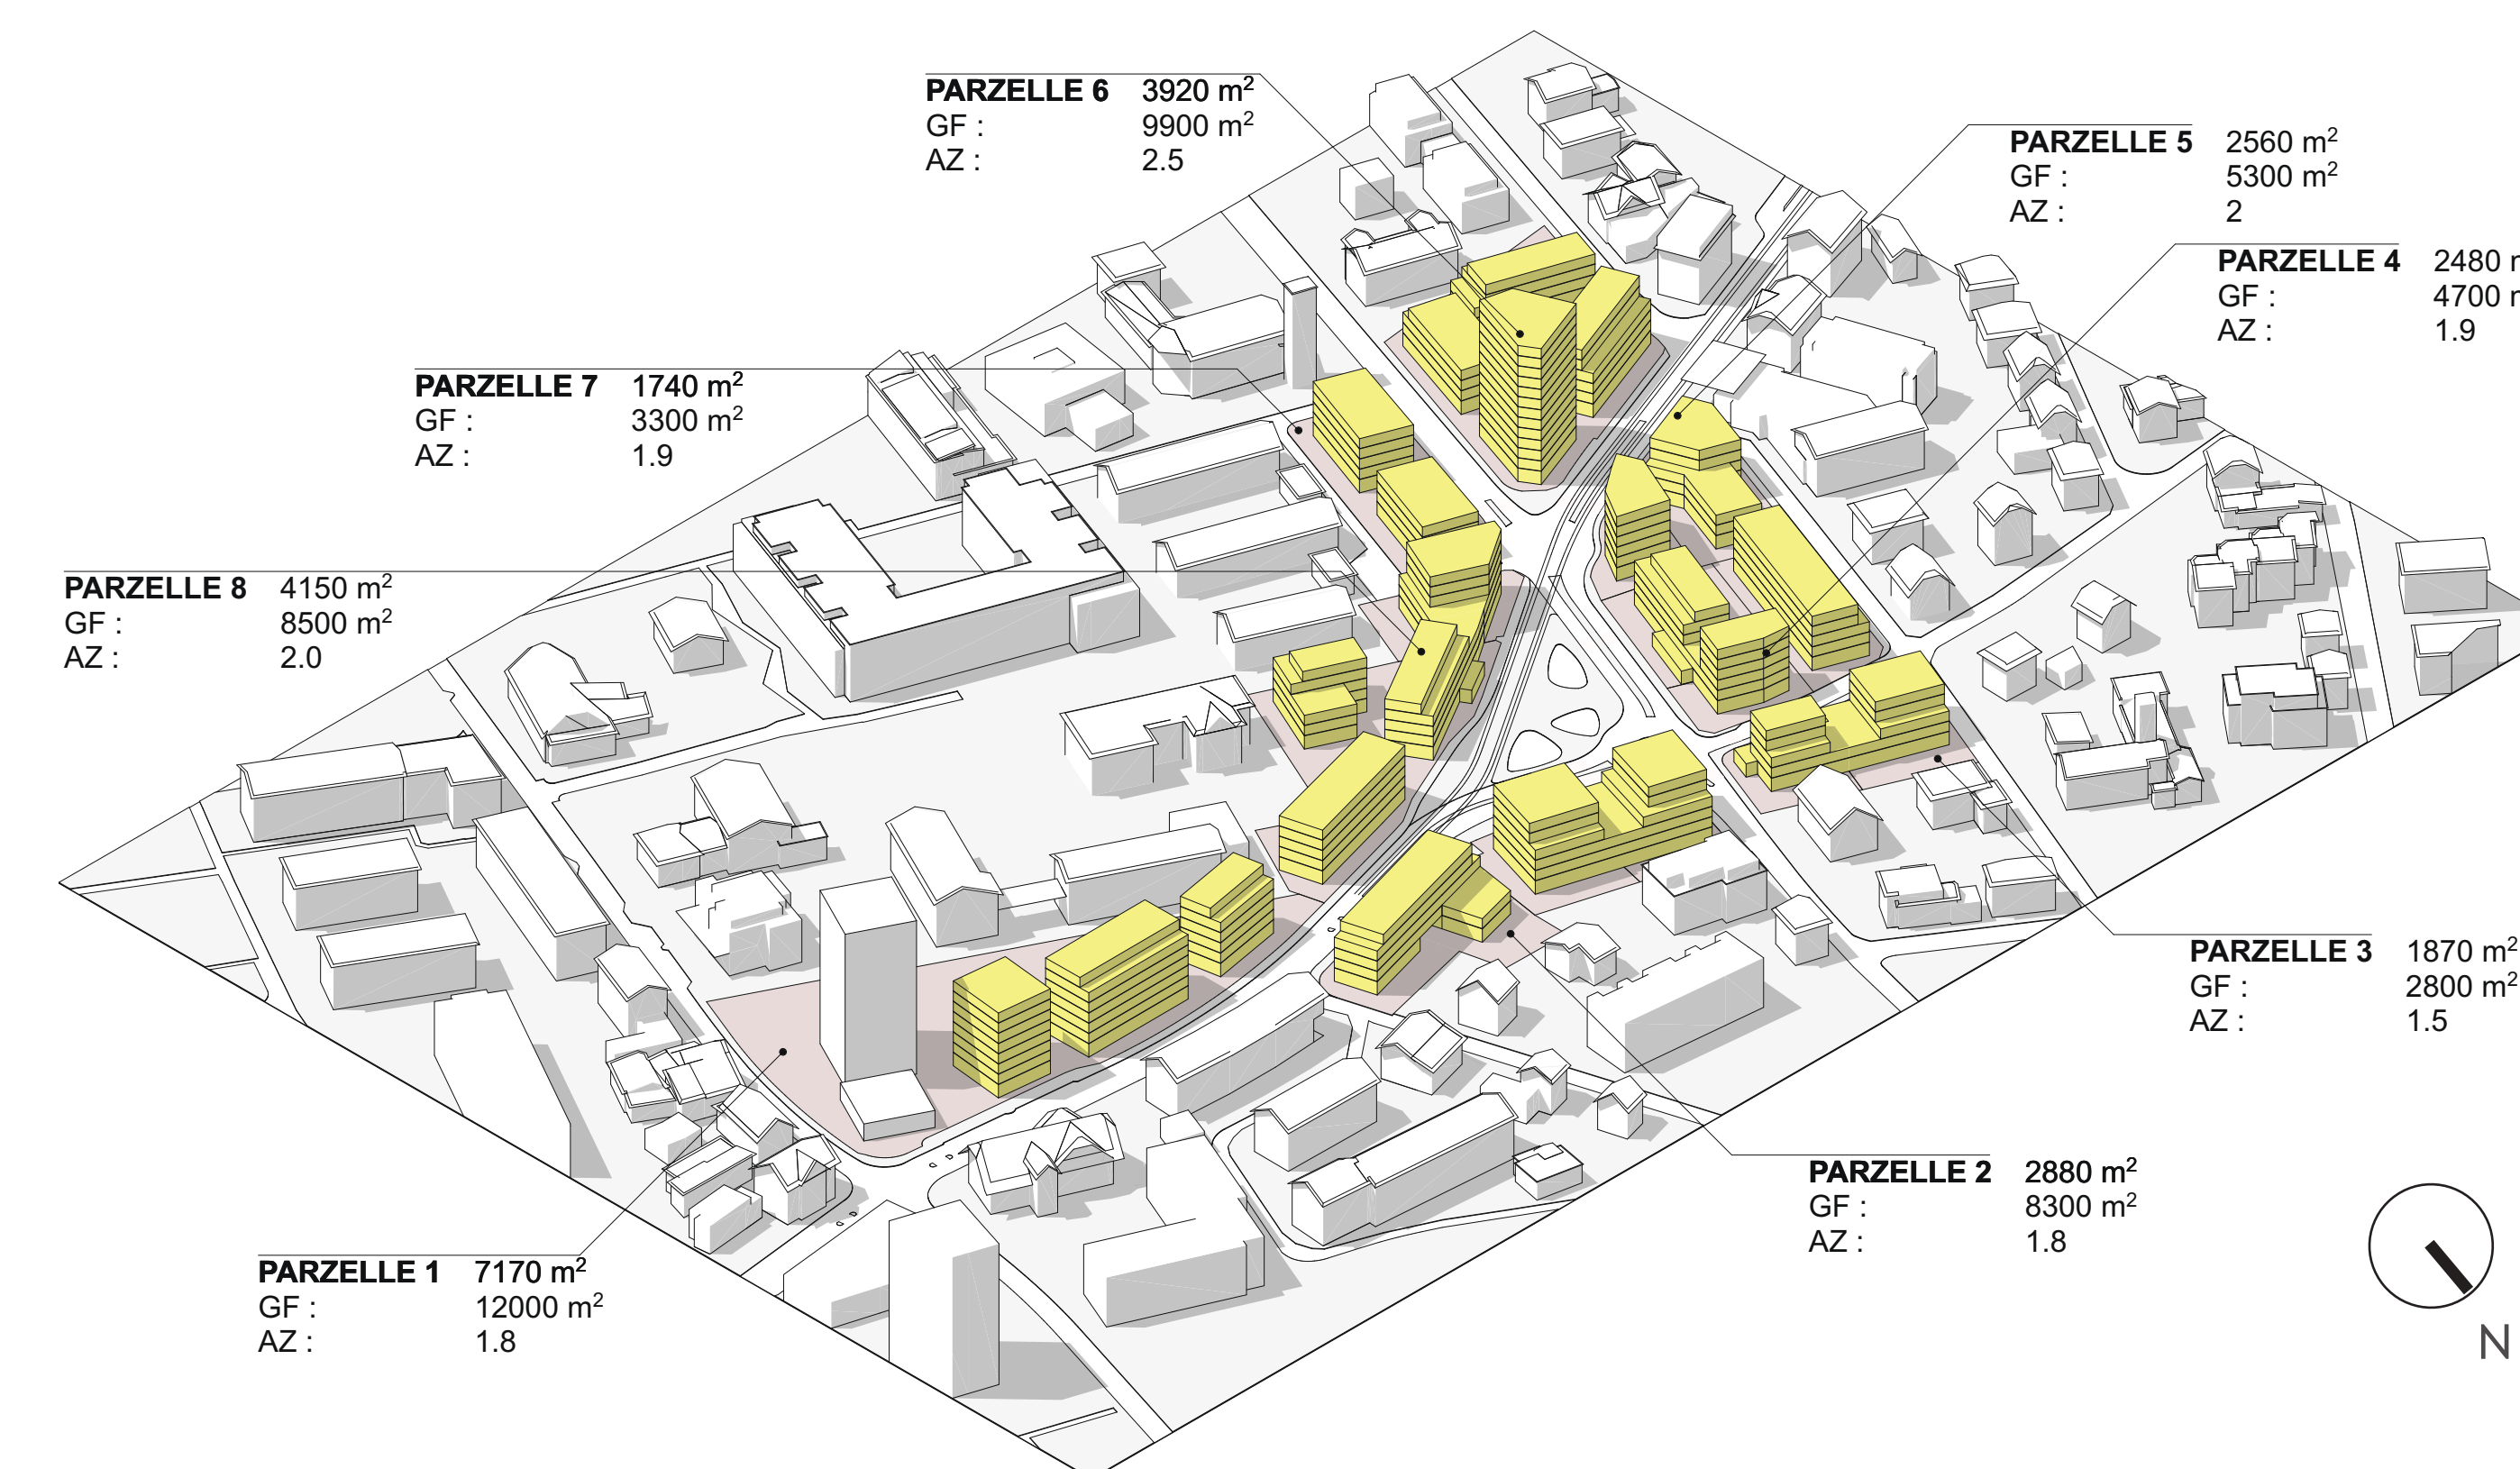 PARZELLE 6 3920 m²
GF : 9900 m²
AZ : 2.5
PARZELLE 5 2560 m²
GF : 5300 m²
AZ : 2
PARZELLE 4 2480 m
GF : 4700 m
AZ : 1.9
PARZELLE 7 1740 m²
GF : 3300 m²
AZ : 1.9
PARZELLE 8 4150 m²
GF : 8500 m²
AZ : 2.0
PARZELLE 3 1870 m²
GF : 2800 m²
AZ : 1.5
PARZELLE 2 2880 m²
GF : 8300 m²
AZ : 1.8
PARZELLE 1 7170 m²
GF : 12000 m²
AZ : 1.8
N